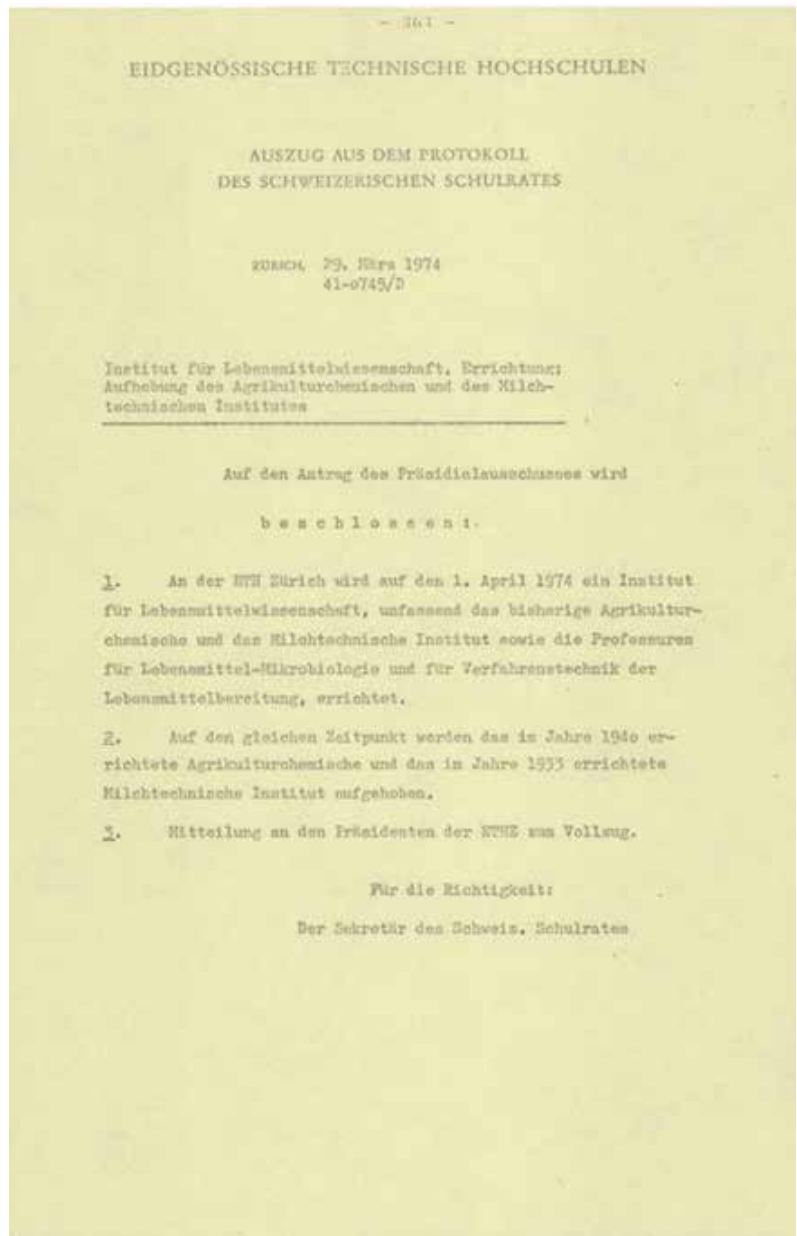 - 361 -
EIDGENÖSSISCHE TECHNISCHE HOCHSCHULEN
AUSZUG AUS DEM PROTOKOLL
DES SCHWEIZERISCHEN SCHULRATES
ZÜRICH, 29. März 1974
41-0745/D
Institut für Lebensmittelwissenschaft, Errichtung;
Aufhebung des Agrikulturchemischen und des Milch-
technischen Institutes
Auf den Antrag des Präsidialausschusses wird
b e s c h l o s s e n :
1. An der ETH Zürich wird auf den 1. April 1974 ein Institut
für Lebensmittelwissenschaft, umfassend das bisherige Agrikultur-
chemische und das Milchtechnische Institut sowie die Professuren
für Lebensmittel-Mikrobiologie und für Verfahrenstechnik der
Lebensmittelbereitung, errichtet.
2. Auf den gleichen Zeitpunkt werden das im Jahre 1940 er-
richtete Agrikulturchemische und das im Jahre 1933 errichtete
Milchtechnische Institut aufgehoben.
3. Mitteilung an den Präsidenten der ETHZ zum Vollzug.
Für die Richtigkeit:
Der Sekretär des Schweiz. Schulrates